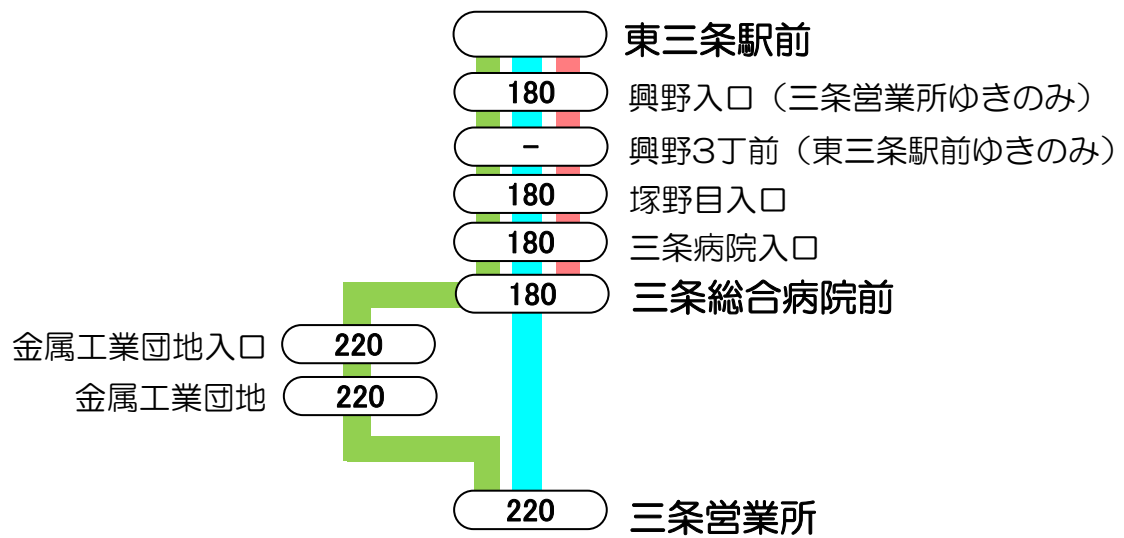 東三条駅前
180 興野入口（三条営業所ゆきのみ）
- 興野3丁前（東三条駅前ゆきのみ）
180 塚野目入口
180 三条病院入口
180 三条総合病院前
金属工業団地入口 220
金属工業団地 220
220 三条営業所